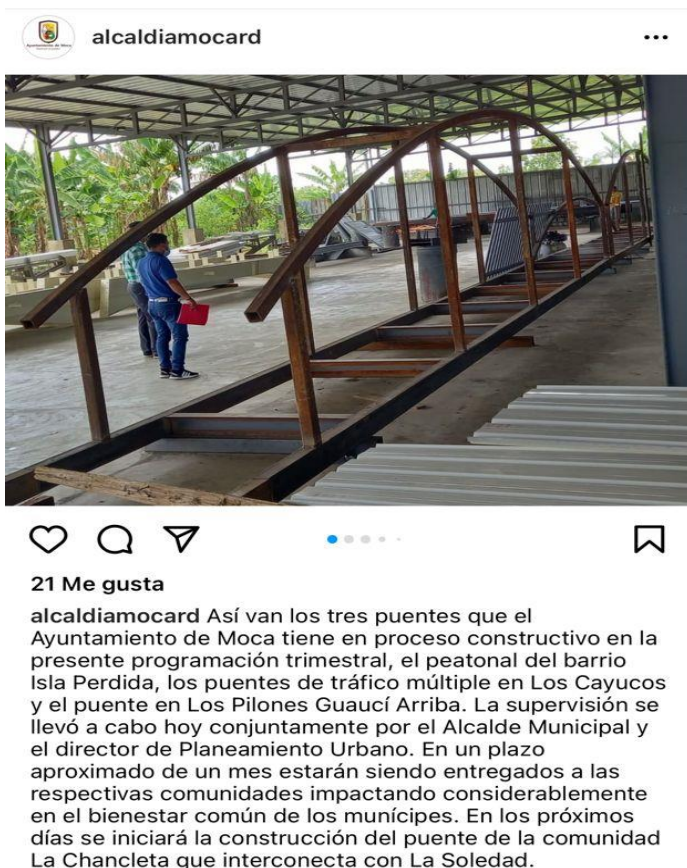 alcaldiamocard
Ayuntamiento de Moca
21 Me gusta
alcaldiamocard Así van los tres puentes que el
Ayuntamiento de Moca tiene en proceso constructivo en la
presente programación trimestral, el peatonal del barrio
Isla Perdida, los puentes de tráfico múltiple en Los Cayucos
y el puente en Los Pilones Guaucí Arriba. La supervisión se
llevó a cabo hoy conjuntamente por el Alcalde Municipal y
el director de Planeamiento Urbano. En un plazo
aproximado de un mes estarán siendo entregados a las
respectivas comunidades impactando considerablemente
en el bienestar común de los munícipes. En los próximos
días se iniciará la construcción del puente de la comunidad
La Chancleta que interconecta con La Soledad.